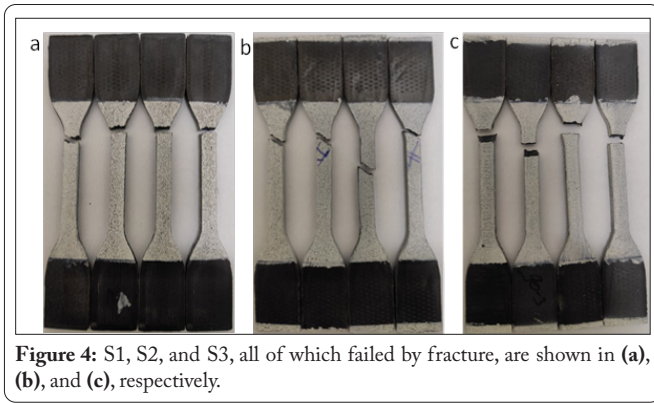 a b c
Figure 4: S1, S2, and S3, all of which failed by fracture, are shown in (a),
(b), and (c), respectively.